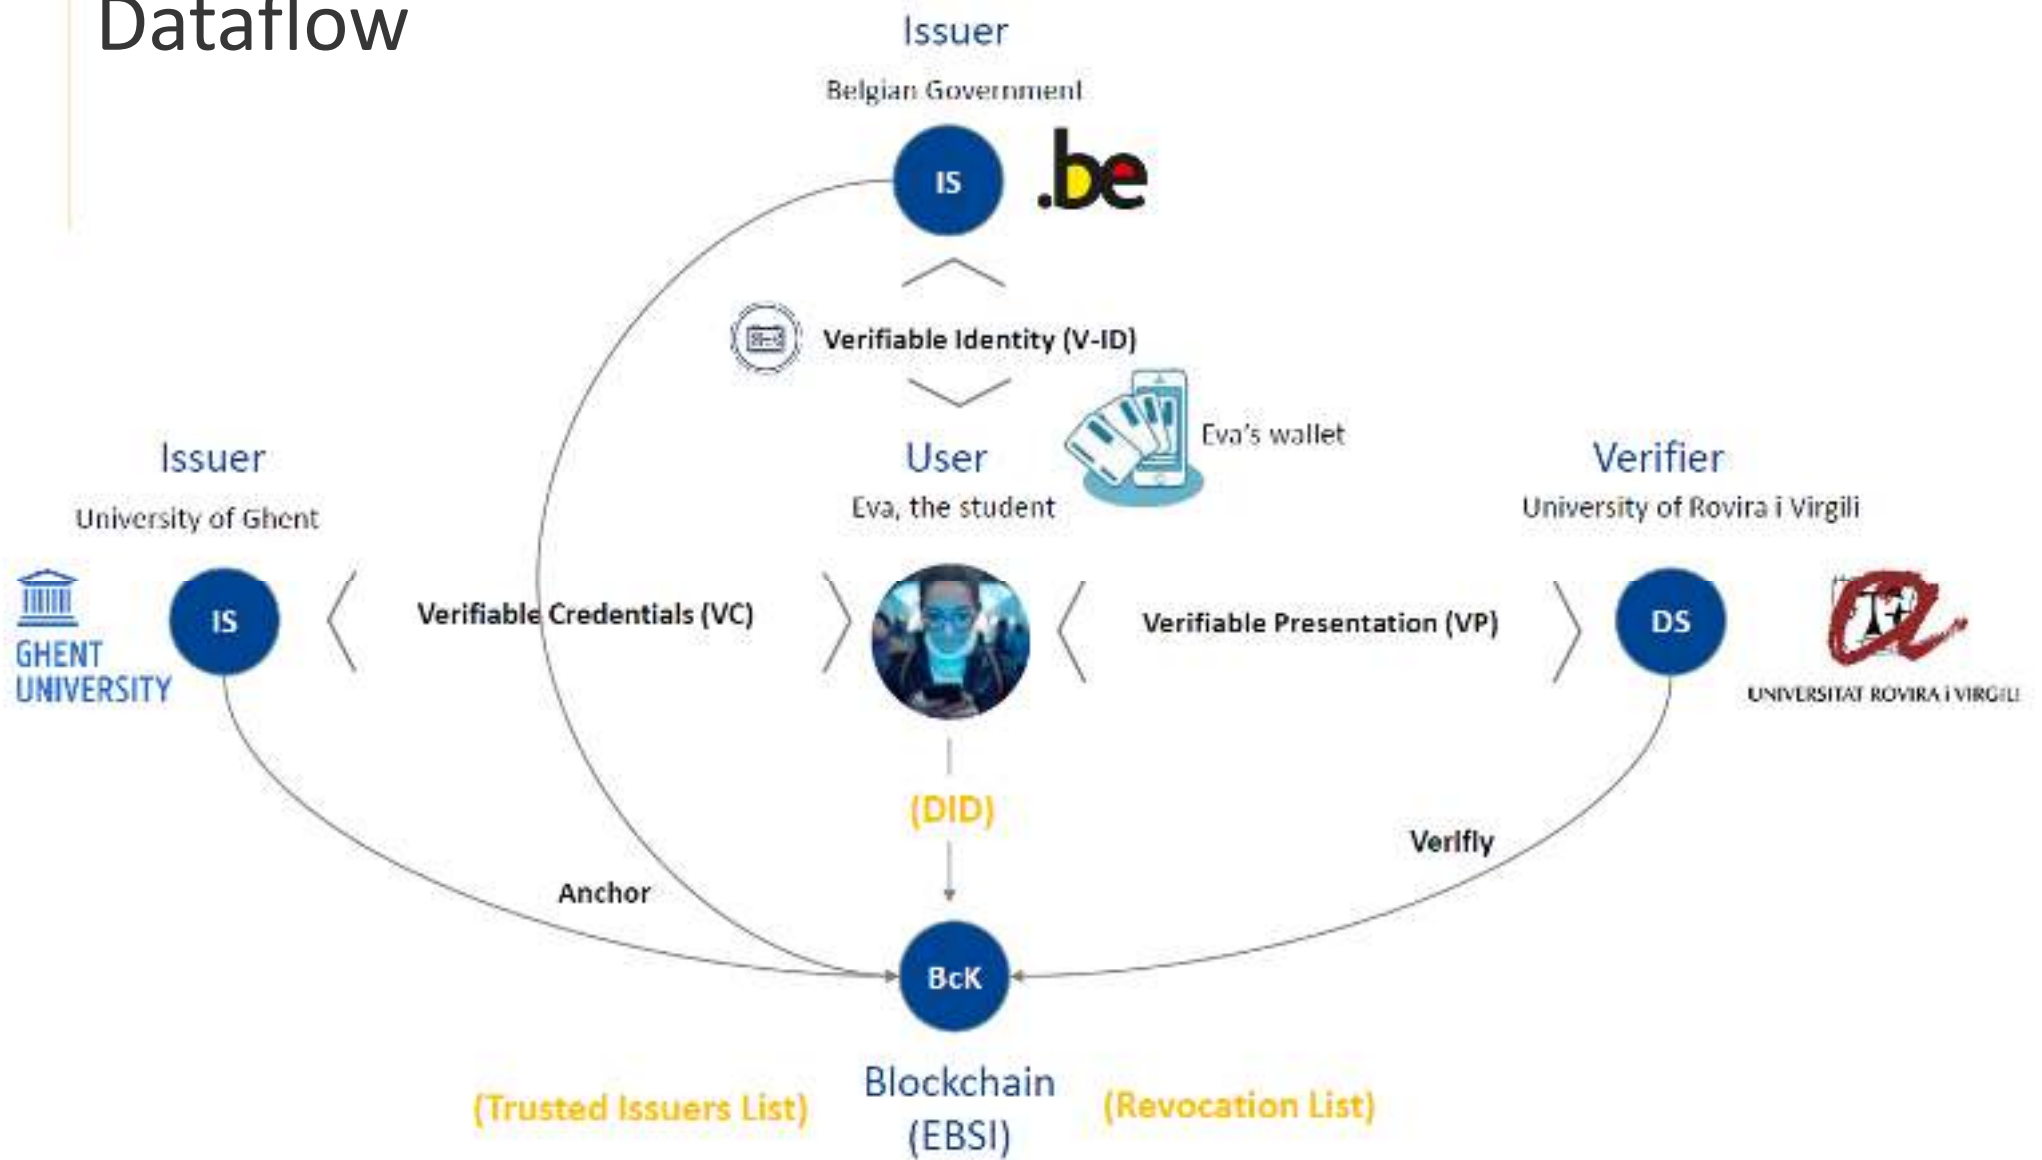 Dataflow
Issuer
Belgian Government
IS
.be
Verifiable Identity (V-ID)
Eva's wallet
Issuer
University of Ghent
User
Eva, the student
Verifier
University of Rovira i Virgili
GHENT
UNIVERSITY
IS
Verifiable Credentials (VC)
Verifiable Presentation (VP)
DS
UNIVERSITAT ROVIRA i VIRGILI
(DID)
Verifly
Anchor
BcK
Blockchain
(EBSI)
(Trusted Issuers List)
(Revocation List)